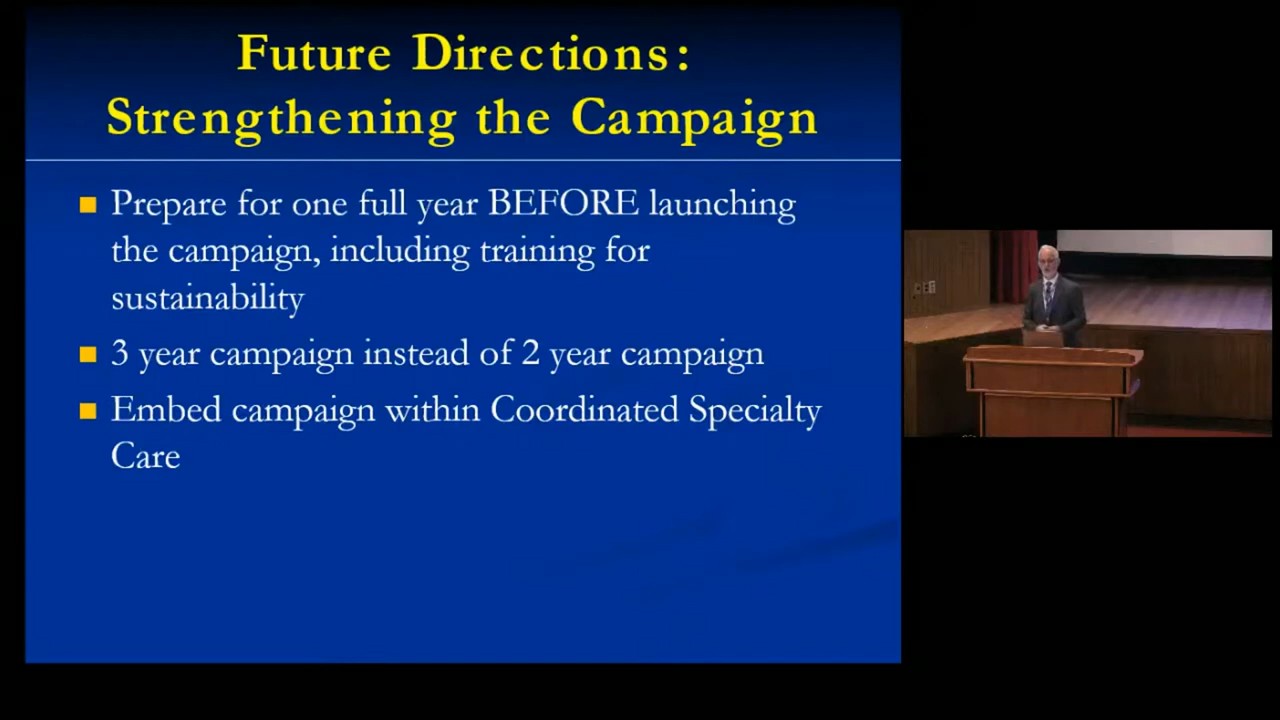 Future Directions:
Strengthening the Campaign
Prepare for one full year BEFORE launching
the campaign, including training for
sustainability
3 year campaign instead of 2 year campaign
Embed campaign within Coordinated Specialty
Care